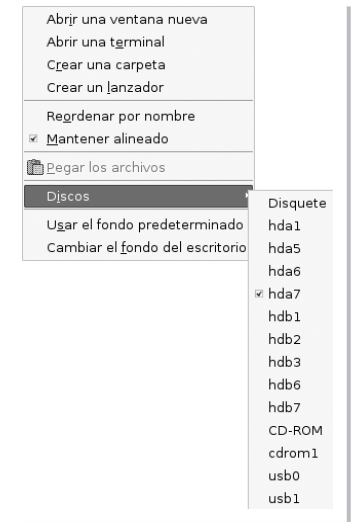 Abrir una ventana nueva
Abrir una terminal
Crear una carpeta
Crear un lanzador
Reordenar por nombre
Mantener alineado
Pegar los archivos
Discos
Usar el fondo predeterminado
Cambiar el fondo del escritorio
Disquete
hda1
hda5
hda6
hda7
hdb1
hdb2
hdb3
hdb6
hdb7
CD-ROM
cdrom1
usb0
usb1